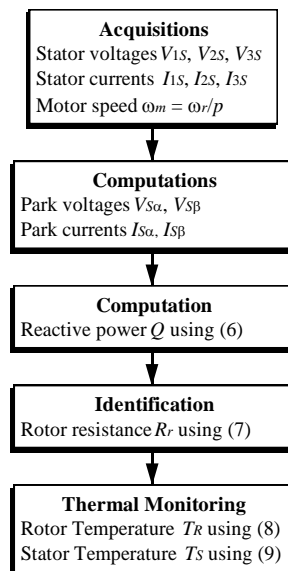 Acquisitions
Stator voltages V1S, V2S, V3S
Stator currents I1S, I2S, I3S
Motor speed ωm = ωr/p
Computations
Park voltages VSα, VSβ
Park currents ISα, ISβ
Computation
Reactive power Q using (6)
Identification
Rotor resistance Rr using (7)
Thermal Monitoring
Rotor Temperature TR using (8)
Stator Temperature TS using (9)